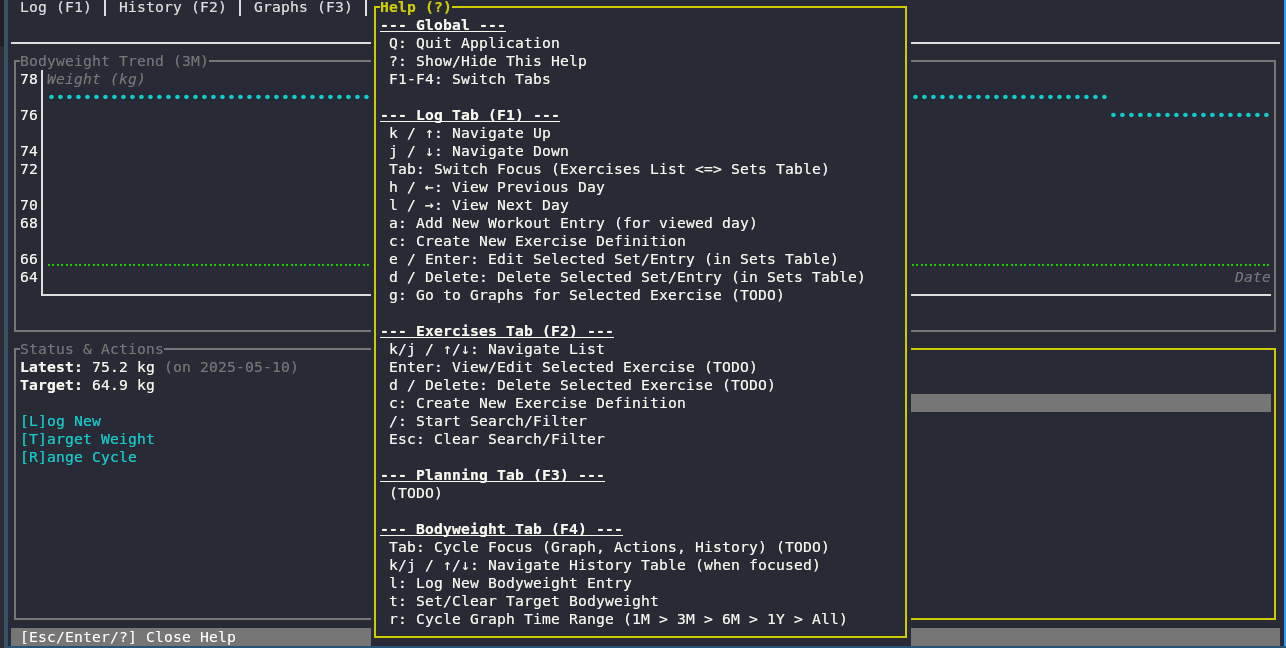 Log (F1) | History (F2) | Graphs (F3) |
Bodyweight Trend (3M)
Weight (kg)
78
76
74
72
70
68
66
64
Date
Status & Actions
Latest: 75.2 kg (on 2025-05-10)
Target: 64.9 kg
[L]og New
[T]arget Weight
[R]ange Cycle
Help (?)
--- Global ---
Q: Quit Application
?: Show/Hide This Help
F1-F4: Switch Tabs
--- Log Tab (F1) ---
k / ↑: Navigate Up
j / ↓: Navigate Down
Tab: Switch Focus (Exercises List <=> Sets Table)
h / ←: View Previous Day
l / →: View Next Day
a: Add New Workout Entry (for viewed day)
c: Create New Exercise Definition
e / Enter: Edit Selected Set/Entry (in Sets Table)
d / Delete: Delete Selected Set/Entry (in Sets Table)
g: Go to Graphs for Selected Exercise (TODO)
--- Exercises Tab (F2) ---
k/j / ↑/↓: Navigate List
Enter: View/Edit Selected Exercise (TODO)
d / Delete: Delete Selected Exercise (TODO)
c: Create New Exercise Definition
/: Start Search/Filter
Esc: Clear Search/Filter
--- Planning Tab (F3) ---
(TODO)
--- Bodyweight Tab (F4) ---
Tab: Cycle Focus (Graph, Actions, History) (TODO)
k/j / ↑/↓: Navigate History Table (when focused)
l: Log New Bodyweight Entry
t: Set/Clear Target Bodyweight
r: Cycle Graph Time Range (1M > 3M > 6M > 1Y > All)
[Esc/Enter/?] Close Help